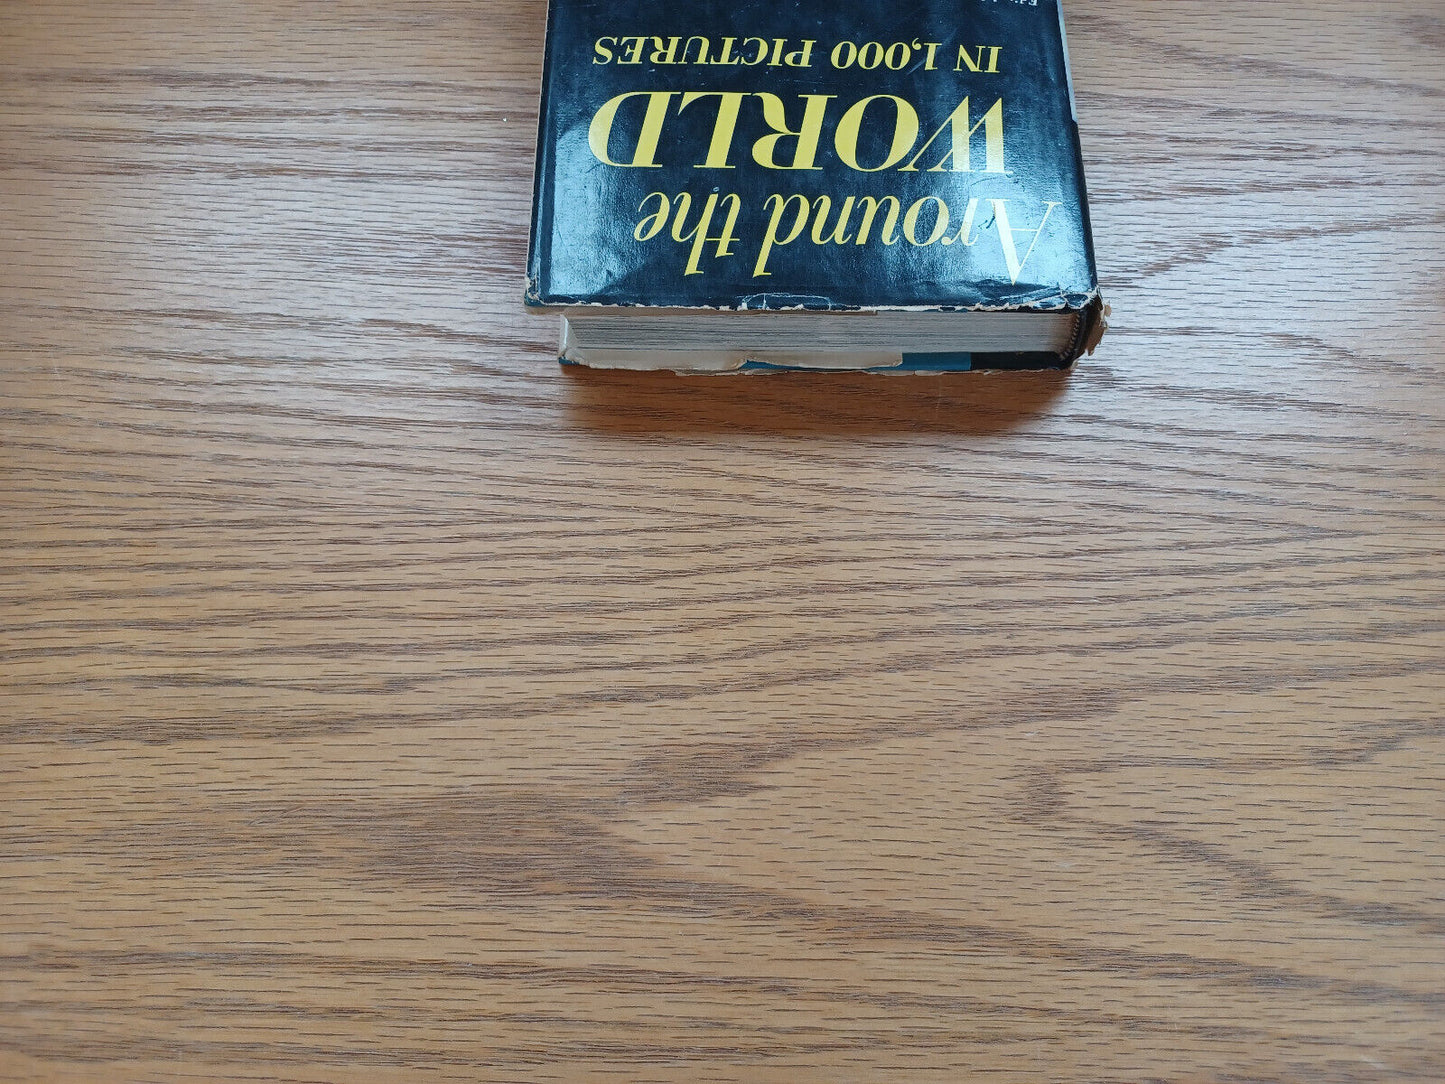 Around the
WORLD
IN 1,000 PICTURES